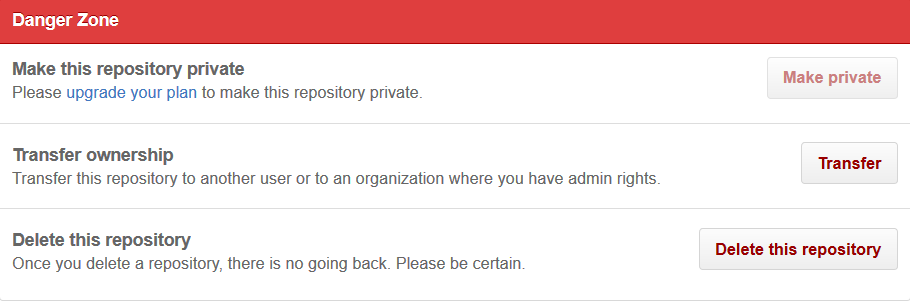 Danger Zone
Make this repository private
Please upgrade your plan to make this repository private.
Make private
Transfer ownership
Transfer this repository to another user or to an organization where you have admin rights.
Transfer
Delete this repository
Once you delete a repository, there is no going back. Please be certain.
Delete this repository